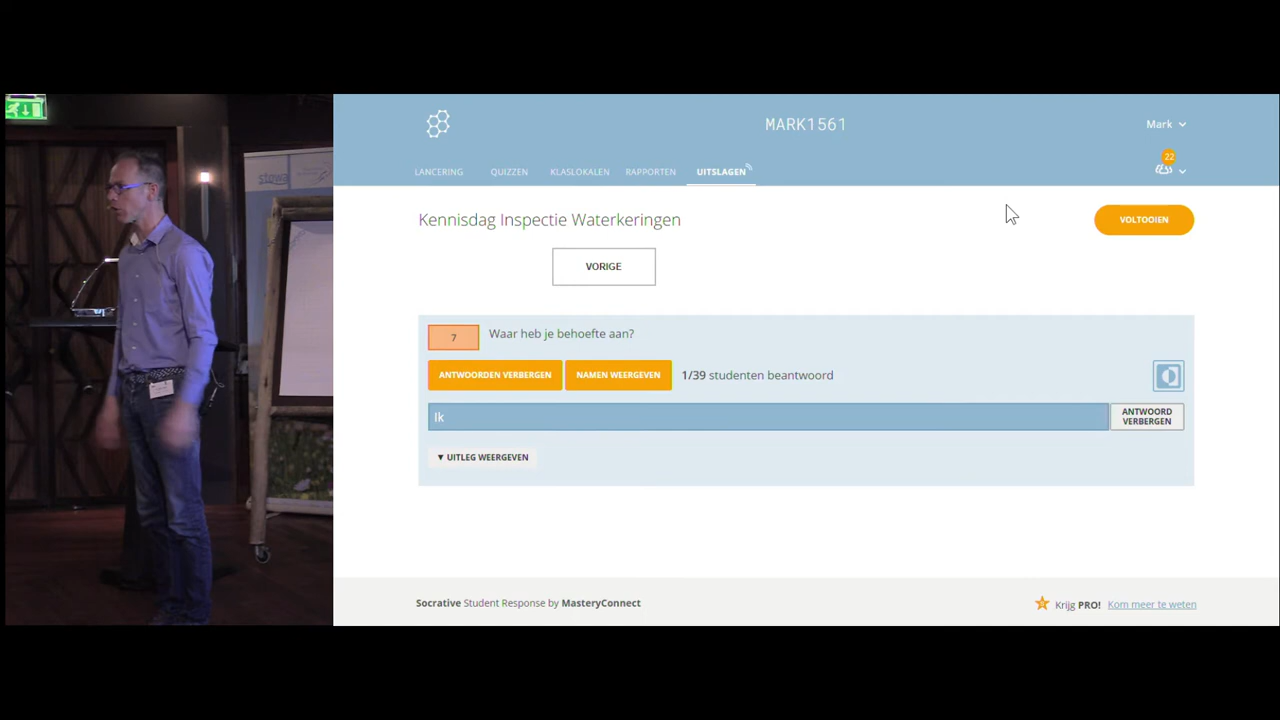 MARK1561
Mark
22
LANCERING
QUIZZEN
KLASLOKALEN
RAPPORTEN
UITSLAGEN
Kennisdag Inspectie Waterkeringen
VOLTOOIEN
VORIGE
7
Waar heb je behoefte aan?
ANTWOORDEN VERBERGEN
NAMEN WEERGEVEN
1/39 studenten beantwoord
Ik
ANTWOORD
VERBERGEN
▼ UITLEG WEERGEVEN
Socrative Student Response by MasteryConnect
Krijg PRO!
Kom meer te weten
stowa